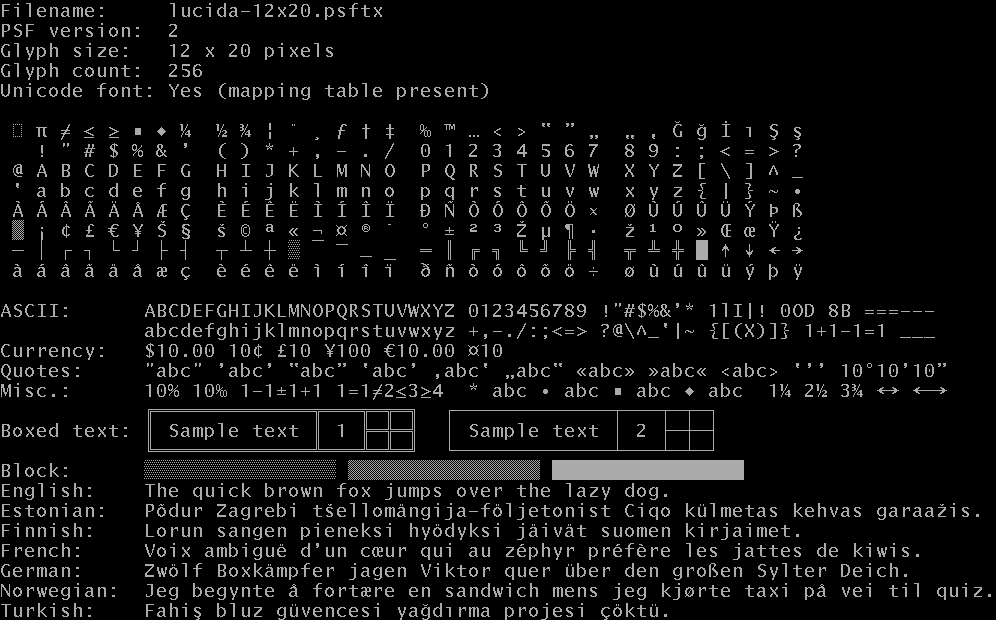 Filename:     lucida-12x20.psftx
PSF version:  2
Glyph size:   12 x 20 pixels
Glyph count:  256
Unicode font: Yes (mapping table present)
π ≠ ≤ ≥ ▪ ◆ ¼ ½ ¾ ¦ ¨ ¸ ƒ † ‡ ‰ ™ … < > ‟ ” „ „ ‚ Ğ ğ İ ı Ş ş
! " # $ % & ’ ( ) * + , - . / 0 1 2 3 4 5 6 7 8 9 : ; < = > ?
@ A B C D E F G H I J K L M N O P Q R S T U V W X Y Z [ \ ] ^ _
‛ a b c d e f g h i j k l m n o p q r s t u v w x y z { | } ~ •
À Á Â Ã Ä Å Æ Ç È É Ê Ë Ì Í Î Ï Ð Ñ Ò Ó Ô Õ Ö × Ø Ù Ú Û Ü Ý Þ ß
▒ ¡ ¢ £ € ¥ Š § š © ª « ¬ ¤ ® ¯ ° ± ² ³ Ž µ ¶ · ž ¹ º » Œ œ Ÿ ¿
─ │ ┌ ┐ └ ┘ ├ ┤ ┬ ┴ ┼ ▒ ¯ ¯ _ _ ═ ║ ╔ ╗ ╚ ╝ ╠ ╣ ╦ ╩ ╬ █ ↑ ↓ ← →
à á â ã ä å æ ç è é ê ë ì í î ï ð ñ ò ó ô õ ö ÷ ø ù ú û ü ý þ ÿ
ASCII:      ABCDEFGHIJKLMNOPQRSTUVWXYZ 0123456789 !"#$%&’* 1lI|! 0OD 8B ===---
abcdefghijklmnopqrstuvwxyz +,-./:;<=> ?@\^_‛|~ {[(X)]} 1+1-1=1 ___
Currency:   $10.00 10¢ £10 ¥100 €10.00 ¤10
Quotes:     "abc" ’abc’ ‟abc” ‛abc’ ‚abc‛ „abc‟ «abc» »abc« <abc> ‛’’ 10°10’10”
Misc.:      10% 10‰ 1-1±1+1 1=1≠2≤3≥4  * abc • abc ▪ abc ◆ abc  1¼ 2½ 3¾ ↔ ⟷
Boxed text: Sample text 1 Sample text 2
Block:
English:    The quick brown fox jumps over the lazy dog.
Estonian:   Põdur Zagrebi tšellomängija-följetonist Ciqo külmetas kehvas garaažis.
Finnish:    Lorun sangen pieneksi hyödyksi jäivät suomen kirjaimet.
French:     Voix ambiguë d’un cœur qui au zéphyr préfère les jattes de kiwis.
German:     Zwölf Boxkämpfer jagen Viktor quer über den großen Sylter Deich.
Norwegian:  Jeg begynte å fortære en sandwich mens jeg kjørte taxi på vei til quiz.
Turkish:    Fahiş bluz güvencesi yağdırma projesi çöktü.